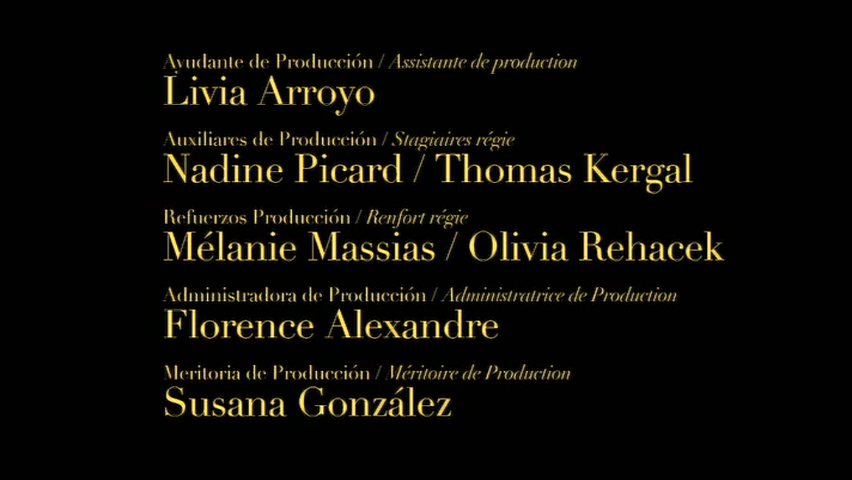 Ayudante de Producción / Assistante de production
Livia Arroyo
Auxiliares de Producción / Stagiaires régie
Nadine Picard / Thomas Kergal
Refuerzos Producción / Renfort régie
Mélanie Massias / Olivia Rehacek
Administradora de Producción / Administratrice de Production
Florence Alexandre
Meritoria de Producción / Méritoire de Production
Susana González